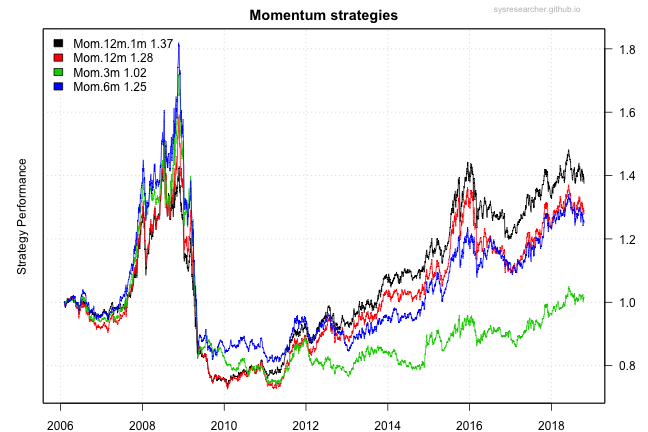 Momentum strategies
sysresearcher.github.io
Mom.12m.1m 1.37
Mom.12m 1.28
Mom.3m 1.02
Mom.6m 1.25
Strategy Performance
1.8
1.6
1.4
1.2
1.0
0.8
2006 2008 2010 2012 2014 2016 2018